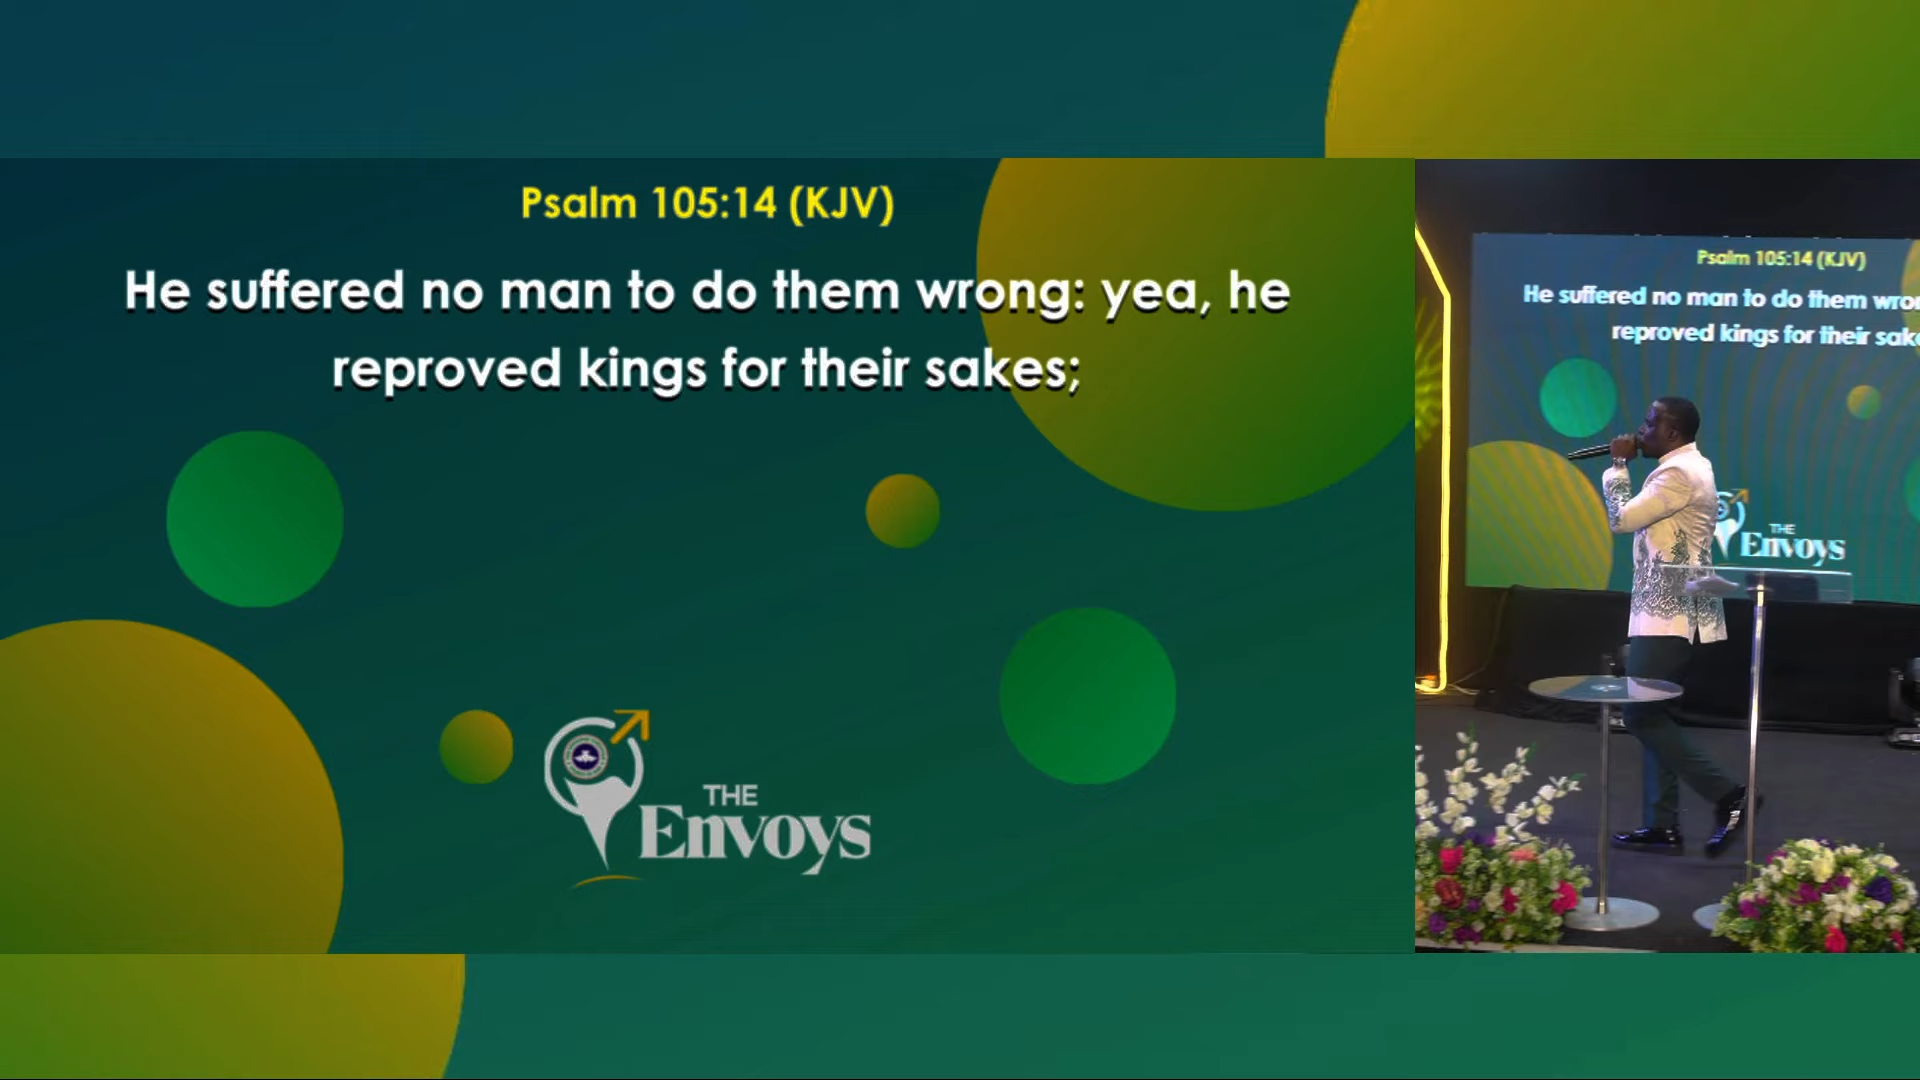 Psalm 105:14 (KJV)
He suffered no man to do them wrong: yea, he
reproved kings for their sakes;
THE
Envoys
Psalm 105:14 (KJV)
He suffered no man to do them
reproved kings for their
THE
Envoys